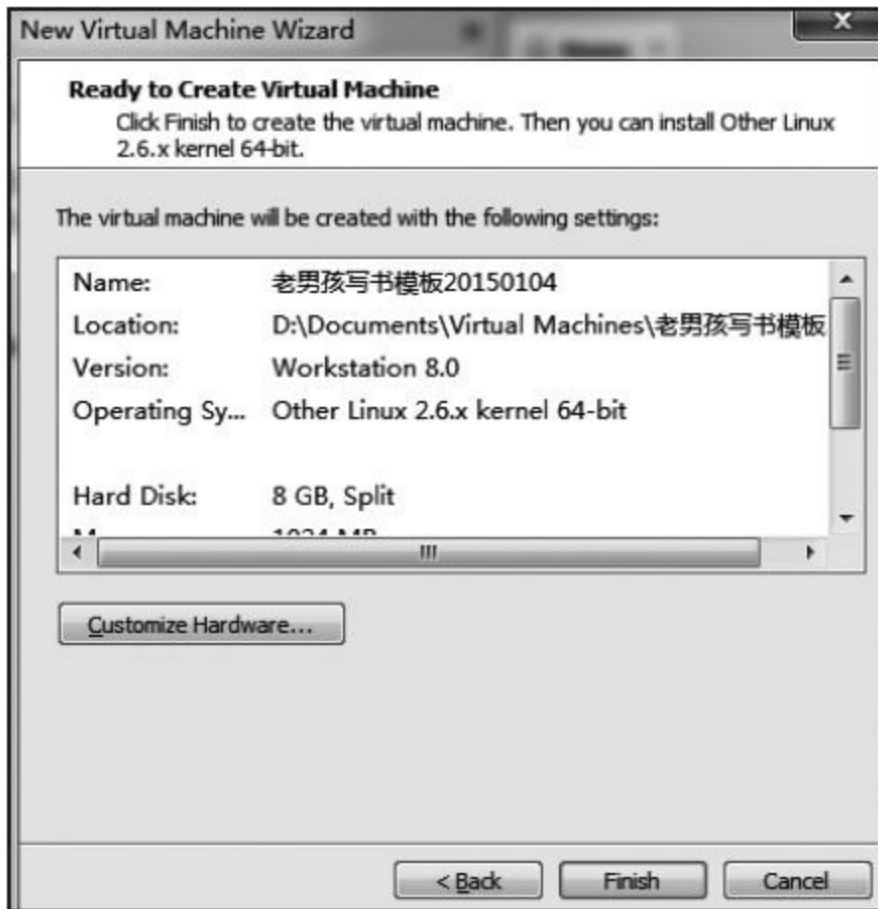 New Virtual Machine Wizard
Ready to Create Virtual Machine
Click Finish to create the virtual machine. Then you can install Other Linux
2.6.x kernel 64-bit.
The virtual machine will be created with the following settings:
Name: 老男孩写书模板20150104
Location: D:\Documents\Virtual Machines\老男孩写书模板
Version: Workstation 8.0
Operating Sy... Other Linux 2.6.x kernel 64-bit
Hard Disk: 8 GB, Split
1024 MB
Customize Hardware...
< Back Finish Cancel